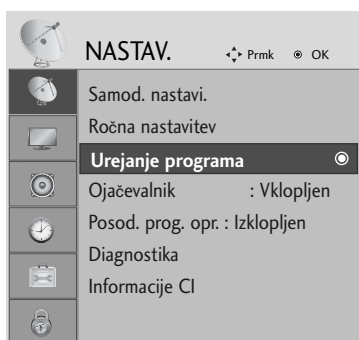 NASTAV. Prmk OK
Samod. nastavi.
Ročna nastavitev
Urejanje programa
Ojačevalnik : Vklopljen
Posod. prog. opr. : Izklopljen
Diagnostika
Informacije CI